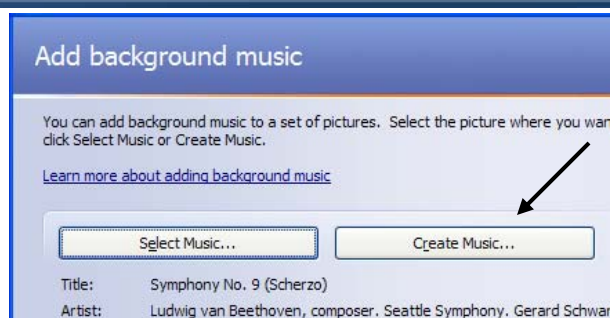 Add background music
You can add background music to a set of pictures. Select the picture where you
click Select Music or Create Music.
Learn more about adding background music
Select Music... Create Music...
Title: Symphony No. 9 (Scherzo)
Artist: Ludwig van Beethoven, composer. Seattle Symphony. Gerard